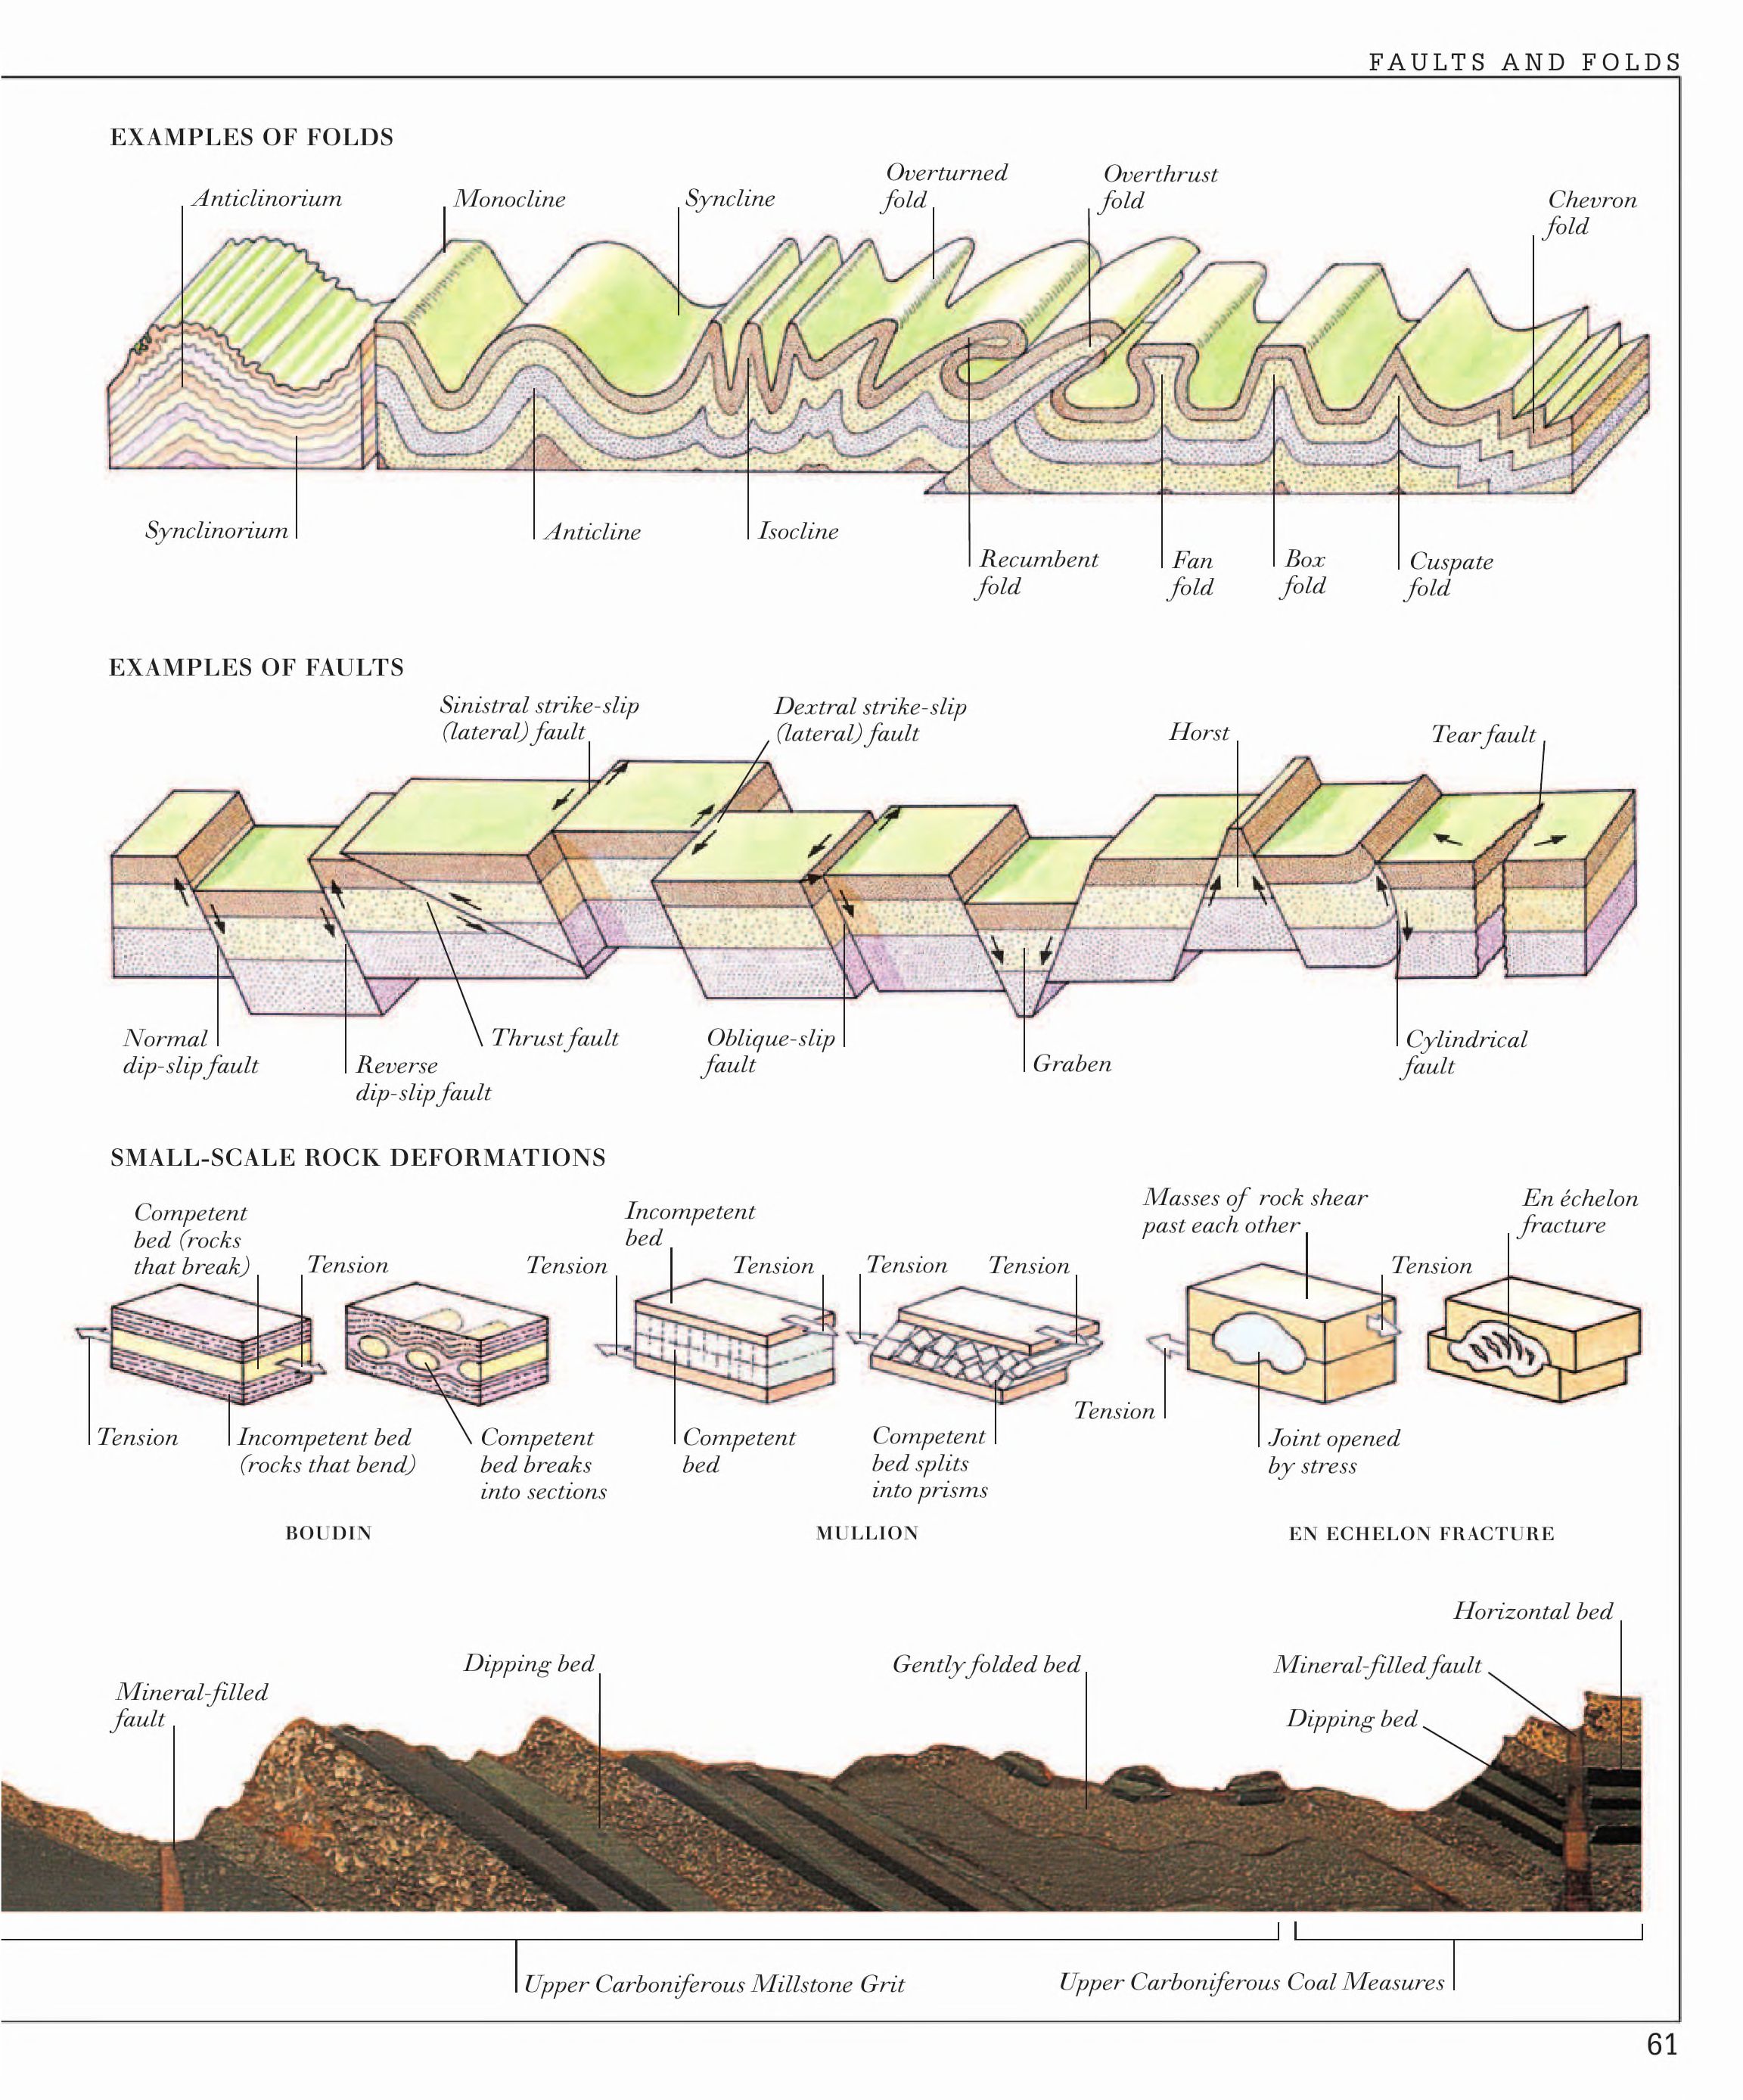 FAULTS AND FOLDS
EXAMPLES OF FOLDS
Anticlinorium
Monocline
Syncline
Overturned
fold
Overthrust
fold
Chevron
fold
Synclinorium
Anticline
Isocline
Recumbent
fold
Fan
fold
Box
fold
Cuspate
fold
EXAMPLES OF FAULTS
Sinistral strike-slip
(lateral) fault
Dextral strike-slip
(lateral) fault
Horst
Tear fault
Normal
dip-slip fault
Reverse
dip-slip fault
Thrust fault
Oblique-slip
fault
Graben
Cylindrical
fault
SMALL-SCALE ROCK DEFORMATIONS
Competent
bed (rocks
that break)
Tension
Tension
Incompetent
bed
Tension
Tension
Tension
Masses of rock shear
past each other
Tension
En échelon
fracture
Tension
Incompetent bed
(rocks that bend)
Competent
bed breaks
into sections
Competent
bed
Competent
bed splits
into prisms
Tension
Joint opened
by stress
BOUDIN
MULLION
EN ECHELON FRACTURE
Mineral-filled
fault
Dipping bed
Gently folded bed
Mineral-filled fault
Dipping bed
Horizontal bed
Upper Carboniferous Millstone Grit
Upper Carboniferous Coal Measures
61